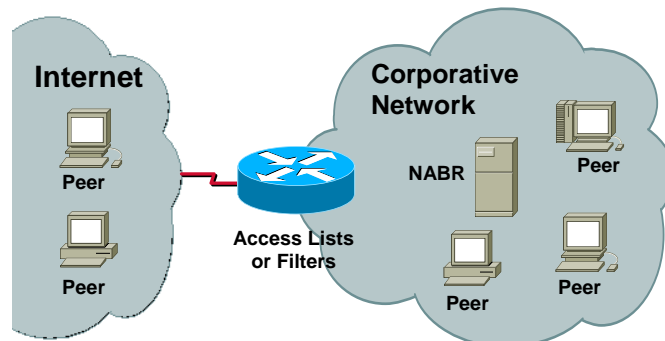 Internet
Peer
Peer
Access Lists
or Filters
Corporative
Network
NABR
Peer
Peer
Peer